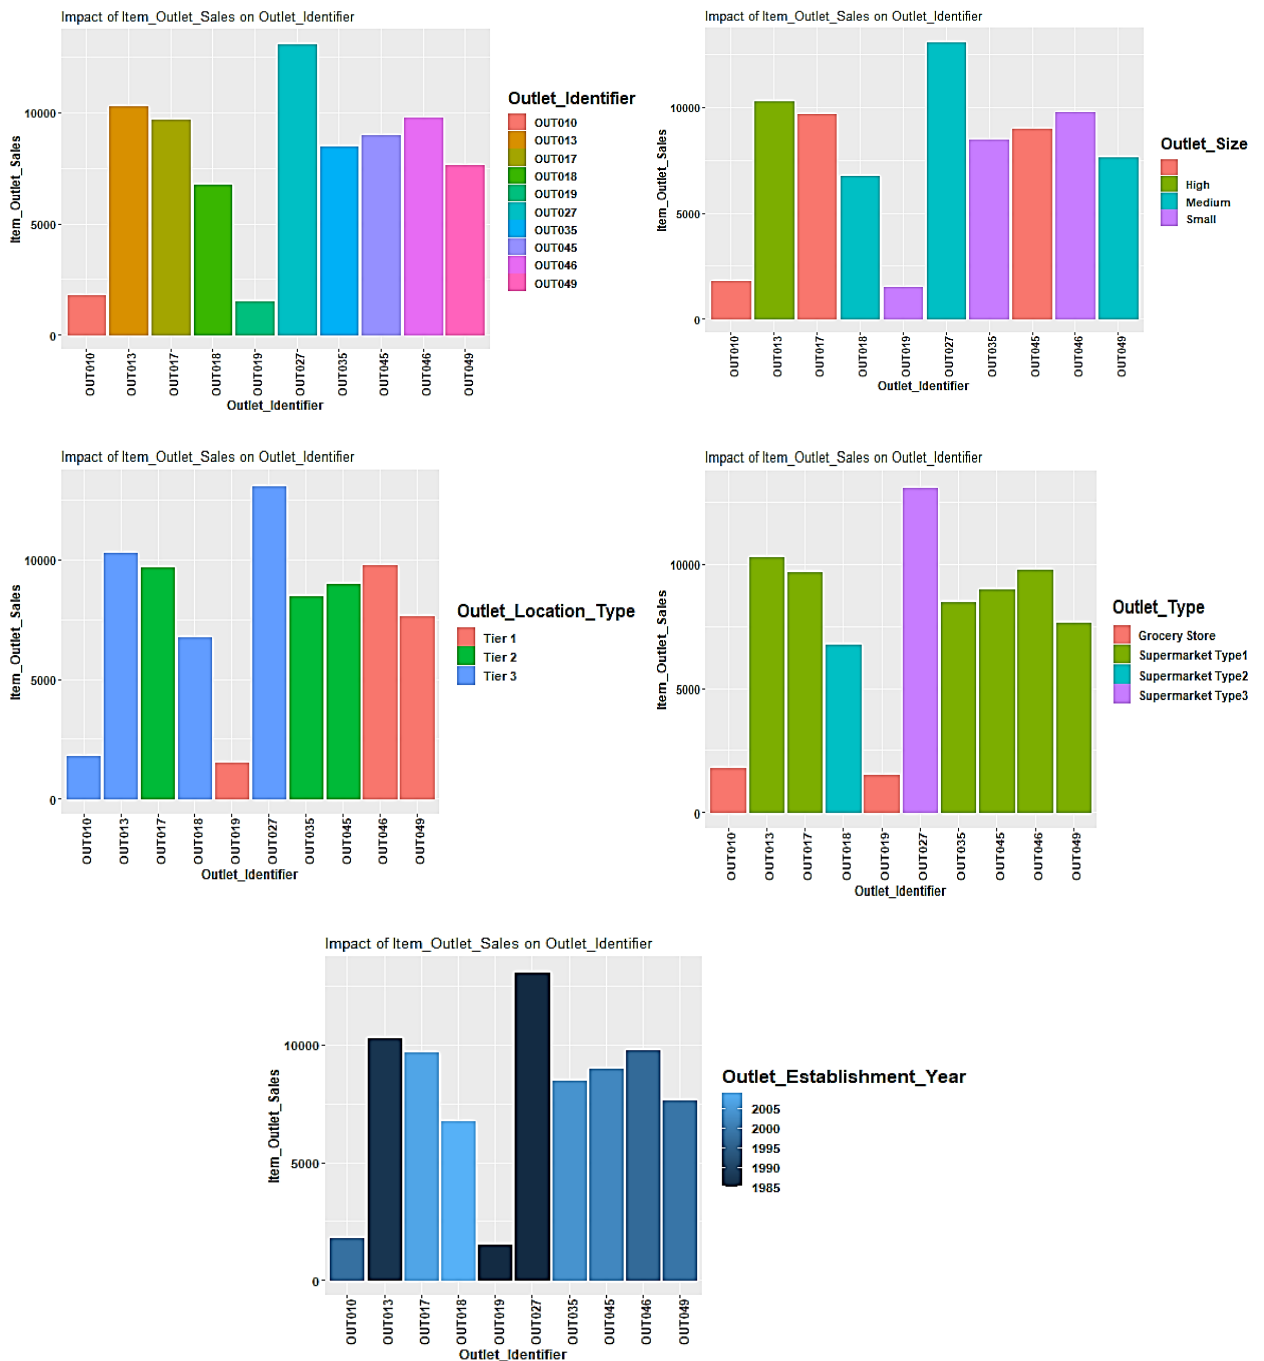 Impact of Item_Outlet_Sales on Outlet_Identifier
Item_Outlet_Sales
10000
5000
0
OUT010
OUT013
OUT017
OUT018
OUT019
OUT027
OUT035
OUT045
OUT046
OUT049
Outlet_Identifier
Outlet_Identifier
OUT010
OUT013
OUT017
OUT018
OUT019
OUT027
OUT035
OUT045
OUT046
OUT049
Impact of Item_Outlet_Sales on Outlet_Identifier
Item_Outlet_Sales
10000
5000
0
OUT010
OUT013
OUT017
OUT018
OUT019
OUT027
OUT035
OUT045
OUT046
OUT049
Outlet_Identifier
Outlet_Size
High
Medium
Small
Impact of Item_Outlet_Sales on Outlet_Identifier
Item_Outlet_Sales
10000
5000
0
OUT010
OUT013
OUT017
OUT018
OUT019
OUT027
OUT035
OUT045
OUT046
OUT049
Outlet_Identifier
Outlet_Location_Type
Tier 1
Tier 2
Tier 3
Impact of Item_Outlet_Sales on Outlet_Identifier
Item_Outlet_Sales
10000
5000
0
OUT010
OUT013
OUT017
OUT018
OUT019
OUT027
OUT035
OUT045
OUT046
OUT049
Outlet_Identifier
Outlet_Type
Grocery Store
Supermarket Type1
Supermarket Type2
Supermarket Type3
Impact of Item_Outlet_Sales on Outlet_Identifier
Item_Outlet_Sales
10000
5000
0
OUT010
OUT013
OUT017
OUT018
OUT019
OUT027
OUT035
OUT045
OUT046
OUT049
Outlet_Identifier
Outlet_Establishment_Year
2005
2000
1995
1990
1985